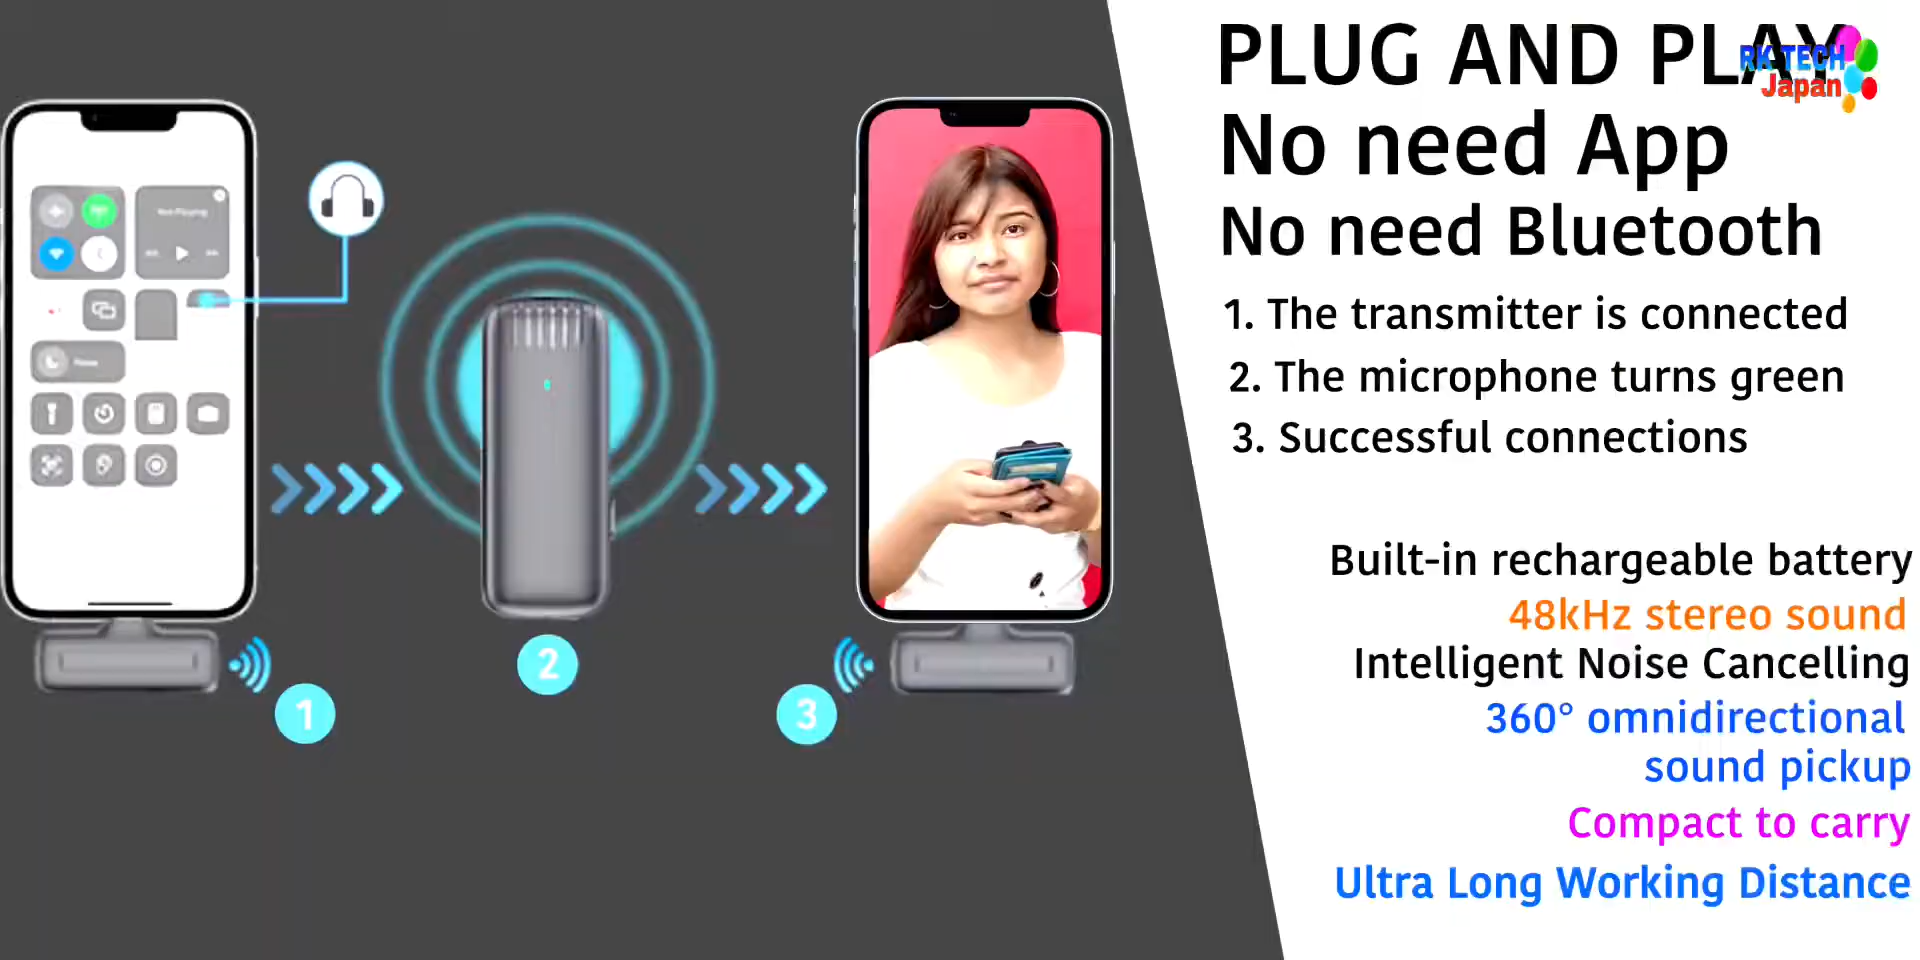 PLUG AND PLAY
RK TECH
Japan
No need App
No need Bluetooth
1. The transmitter is connected
2. The microphone turns green
3. Successful connections
Built-in rechargeable battery
48kHz stereo sound
Intelligent Noise Cancelling
360° omnidirectional
sound pickup
Compact to carry
Ultra Long Working Distance
Not Playing
1
2
3